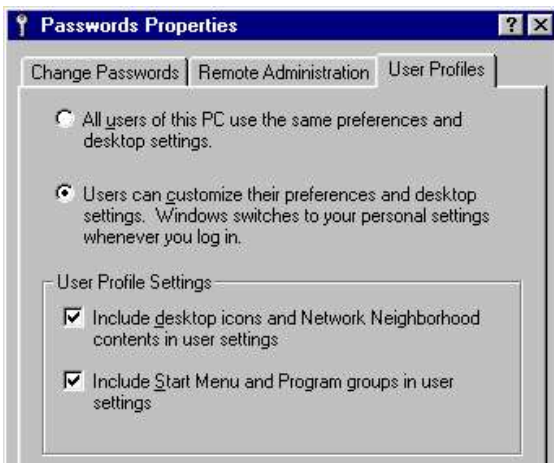 Passwords Properties
Change Passwords
Remote Administration
User Profiles
All users of this PC use the same preferences and
desktop settings.
Users can customize their preferences and desktop
settings. Windows switches to your personal settings
whenever you log in.
User Profile Settings
Include desktop icons and Network Neighborhood
contents in user settings
Include Start Menu and Program groups in user
settings